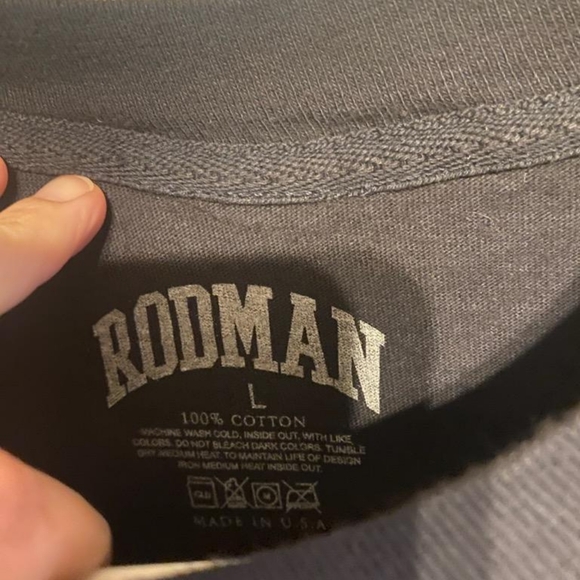 RODMAN
L
100% COTTON
MACHINE WASH COLD, INSIDE OUT, WITH LIKE
COLORS. DO NOT BLEACH DARK COLORS. TUMBLE
DRY MEDIUM HEAT. TO MAINTAIN LIFE OF DESIGN
IRON MEDIUM HEAT INSIDE OUT.
MADE IN U.S.A